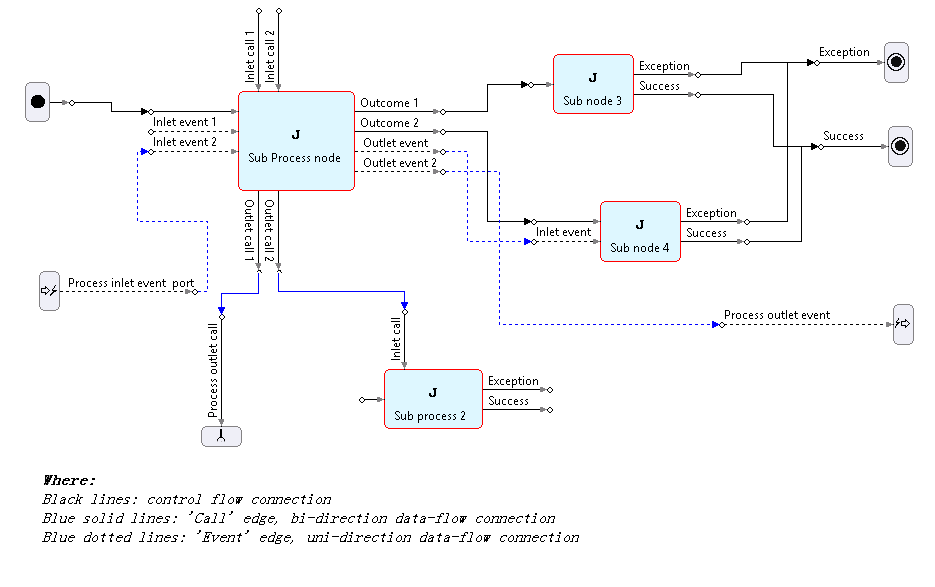 Inlet call 1
Inlet call 2
Exception
Exception
Success
J
Sub node 3
Outcome 1
Inlet event 1
Outcome 2
J
Success
Inlet event 2
Outlet event
Sub Process node
Outlet event 2
Outlet call 1
Outlet call 2
Exception
J
Inlet event
Success
Sub node 4
Process inlet event port
Process outlet event
Inlet call
Process outlet call
Exception
J
Success
Sub process 2
Where:
Black lines: control flow connection
Blue solid lines: 'Call' edge, bi-direction data-flow connection
Blue dotted lines: 'Event' edge, uni-direction data-flow connection